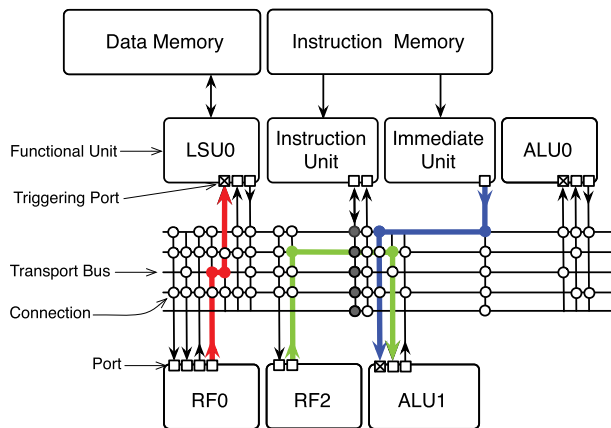 Data Memory
Instruction Memory
Functional Unit
LSU0
Instruction Unit
Immediate Unit
ALU0
Triggering Port
Transport Bus
Connection
Port
RF0
RF2
ALU1